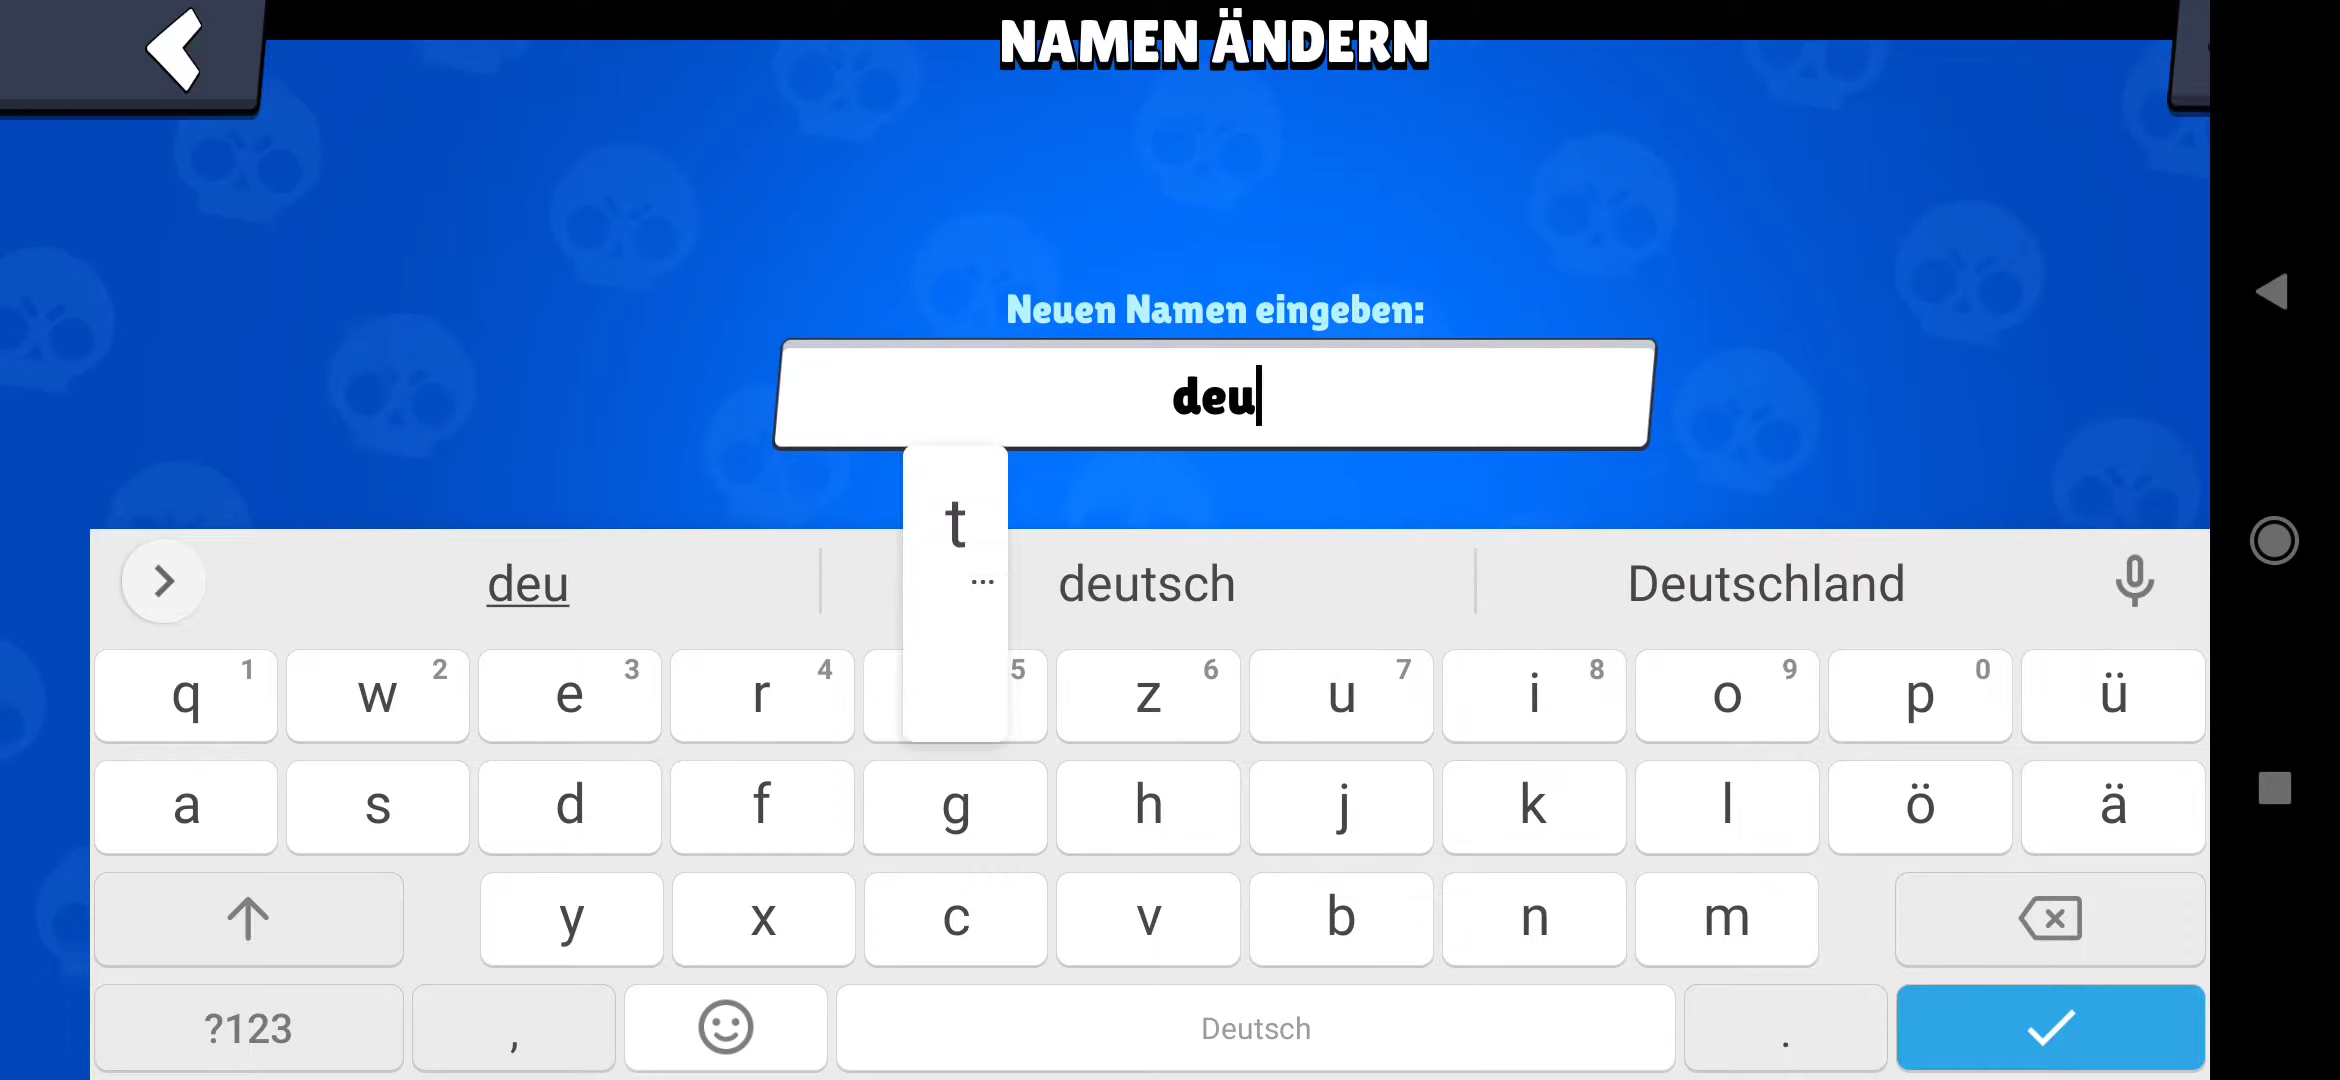 NAMEN ÄNDERN
Neuen Namen eingeben:
deu
t
...
deu deutsch Deutschland
q 1 w 2 e 3 r 4 5 z 6 u 7 i 8 o 9 p 0 ü
a s d f g h j k l ö ä
y x c v b n m
?123 , Deutsch .